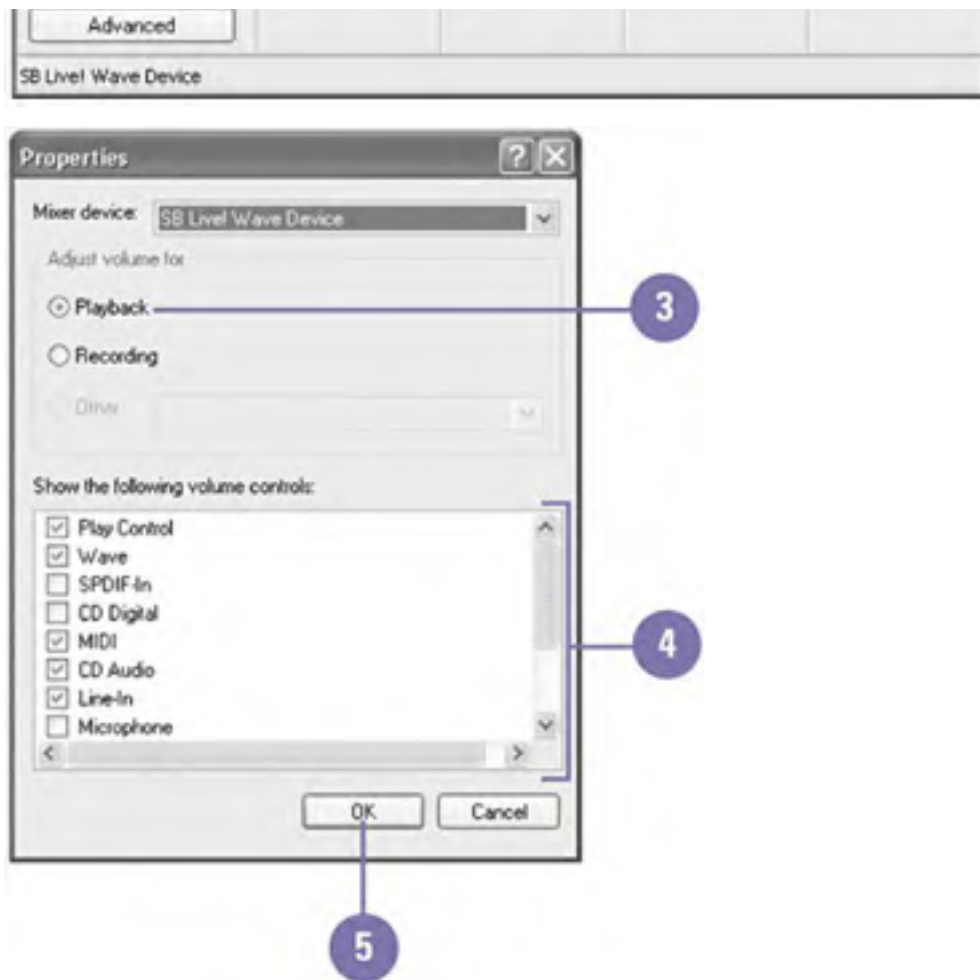 Advanced
SB Live! Wave Device
Properties
Mixer device: SB Live! Wave Device
Adjust volume for
Playback
3
Recording
Other
Show the following volume controls:
Play Control
Wave
SPDIF-In
CD Digital
MIDI
4
CD Audio
Line-In
Microphone
OK Cancel
5